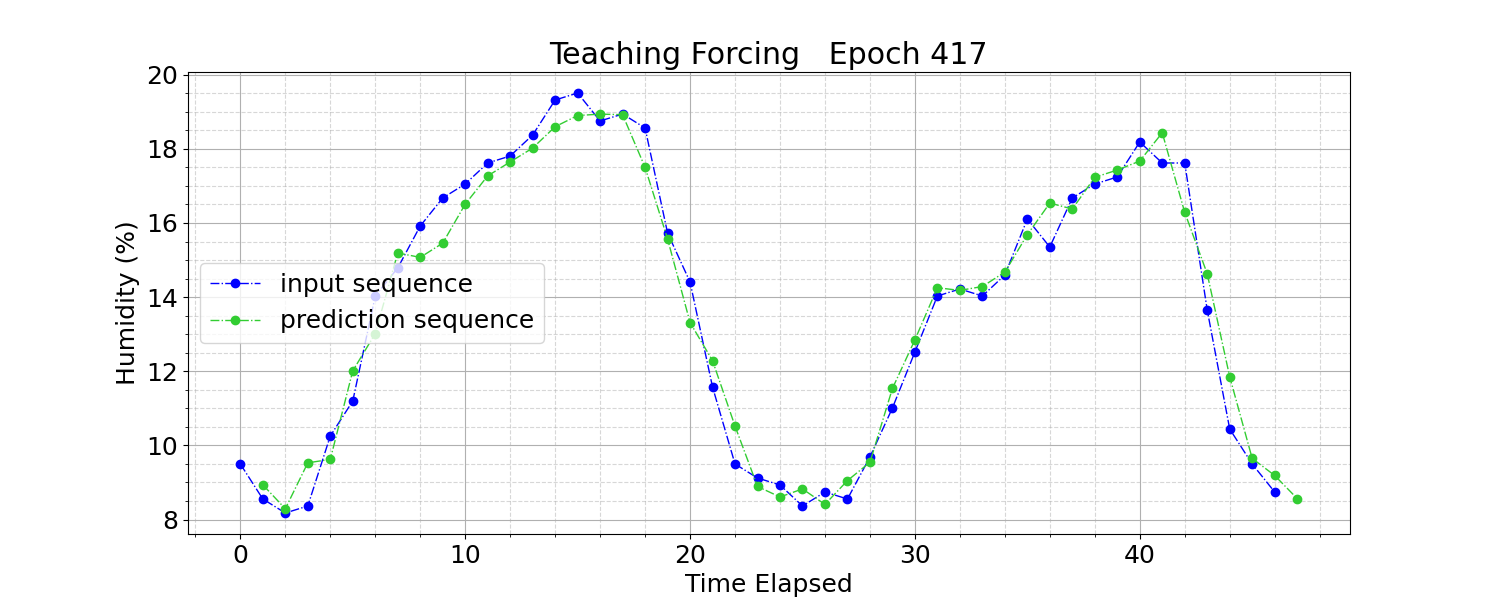 Teaching Forcing   Epoch 417
20
18
16
14
12
10
8
Humidity (%)
input sequence
prediction sequence
0 10 20 30 40
Time Elapsed